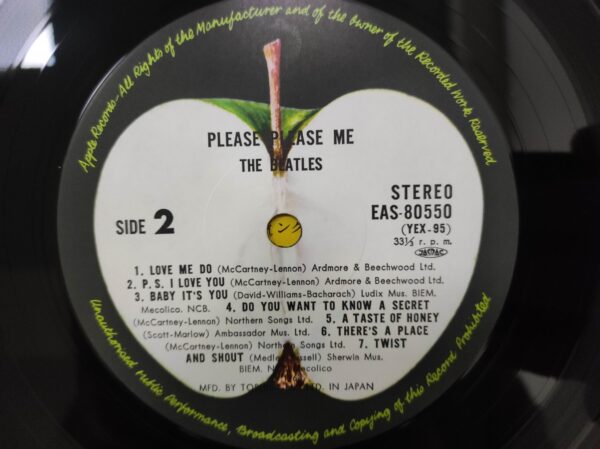 Apple Records-All Rights of the Manufacturer and of the Owner of the Recorded Work Reserved
PLEASE PLEASE ME
THE BEATLES
SIDE 2
STEREO
EAS-80550
(YEX-95)
33⅓ r. p. m.
1. LOVE ME DO (McCartney-Lennon) Ardmore & Beechwood Ltd.
2. P.S. I LOVE YOU (McCartney-Lennon) Ardmore & Beechwood Ltd.
3. BABY IT'S YOU (David-Williams-Bacharach) Ludix Mus. BIEM,
Mecolico. NCB. 4. DO YOU WANT TO KNOW A SECRET
(McCartney-Lennon) Northern Songs Ltd. 5. A TASTE OF HONEY
(Scott-Marlow) Ambassador Mus. Ltd. 6. THERE'S A PLACE
(McCartney-Lennon) Northern Songs Ltd. 7. TWIST
AND SHOUT (Medley Russell) Sherwin Mus.
BIEM, Mecolico
MFD. BY IN JAPAN
Unauthorised Public Performance, Broadcasting and Copying of this Record Prohibited